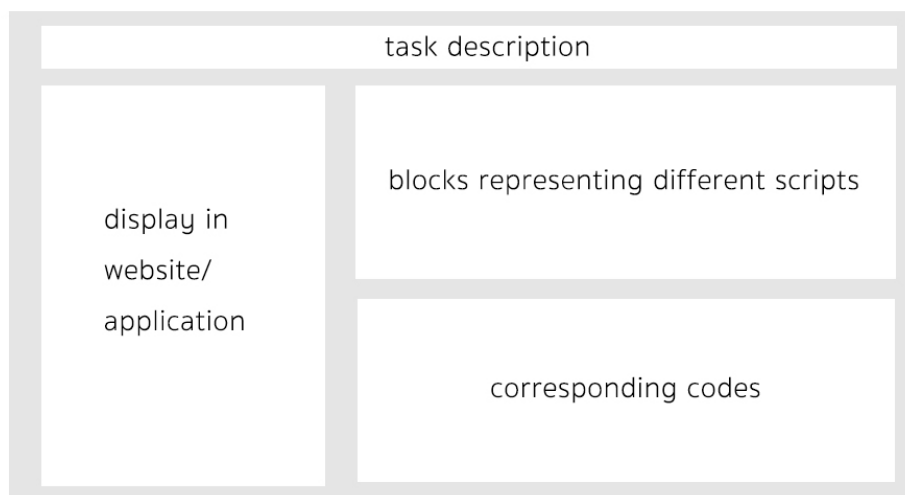 task description
display in
website/
application
blocks representing different scripts
corresponding codes